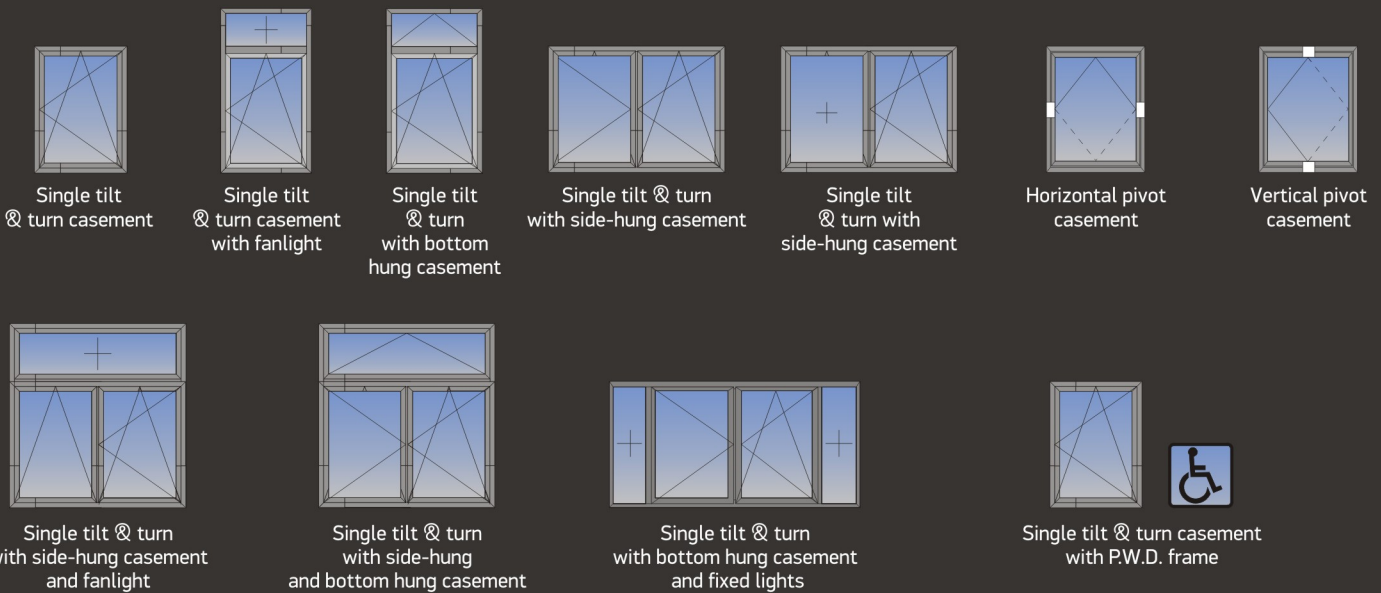 Single tilt
& turn casement
Single tilt
& turn casement
with fanlight
Single tilt
& turn
with bottom
hung casement
Single tilt & turn
with side-hung casement
Single tilt
& turn with
side-hung casement
Horizontal pivot
casement
Vertical pivot
casement
Single tilt & turn
with side-hung casement
and fanlight
Single tilt & turn
with side-hung
and bottom hung casement
Single tilt & turn
with bottom hung casement
and fixed lights
Single tilt & turn casement
with P.W.D. frame